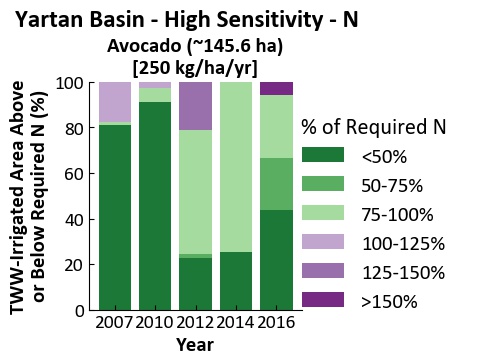 Yartan Basin - High Sensitivity - N
Avocado (~145.6 ha)
[250 kg/ha/yr]
TWW-Irrigated Area Above
or Below Required N (%)
100
80
60
40
20
0
2007 2010 2012 2014 2016
Year
% of Required N
<50%
50-75%
75-100%
100-125%
125-150%
>150%